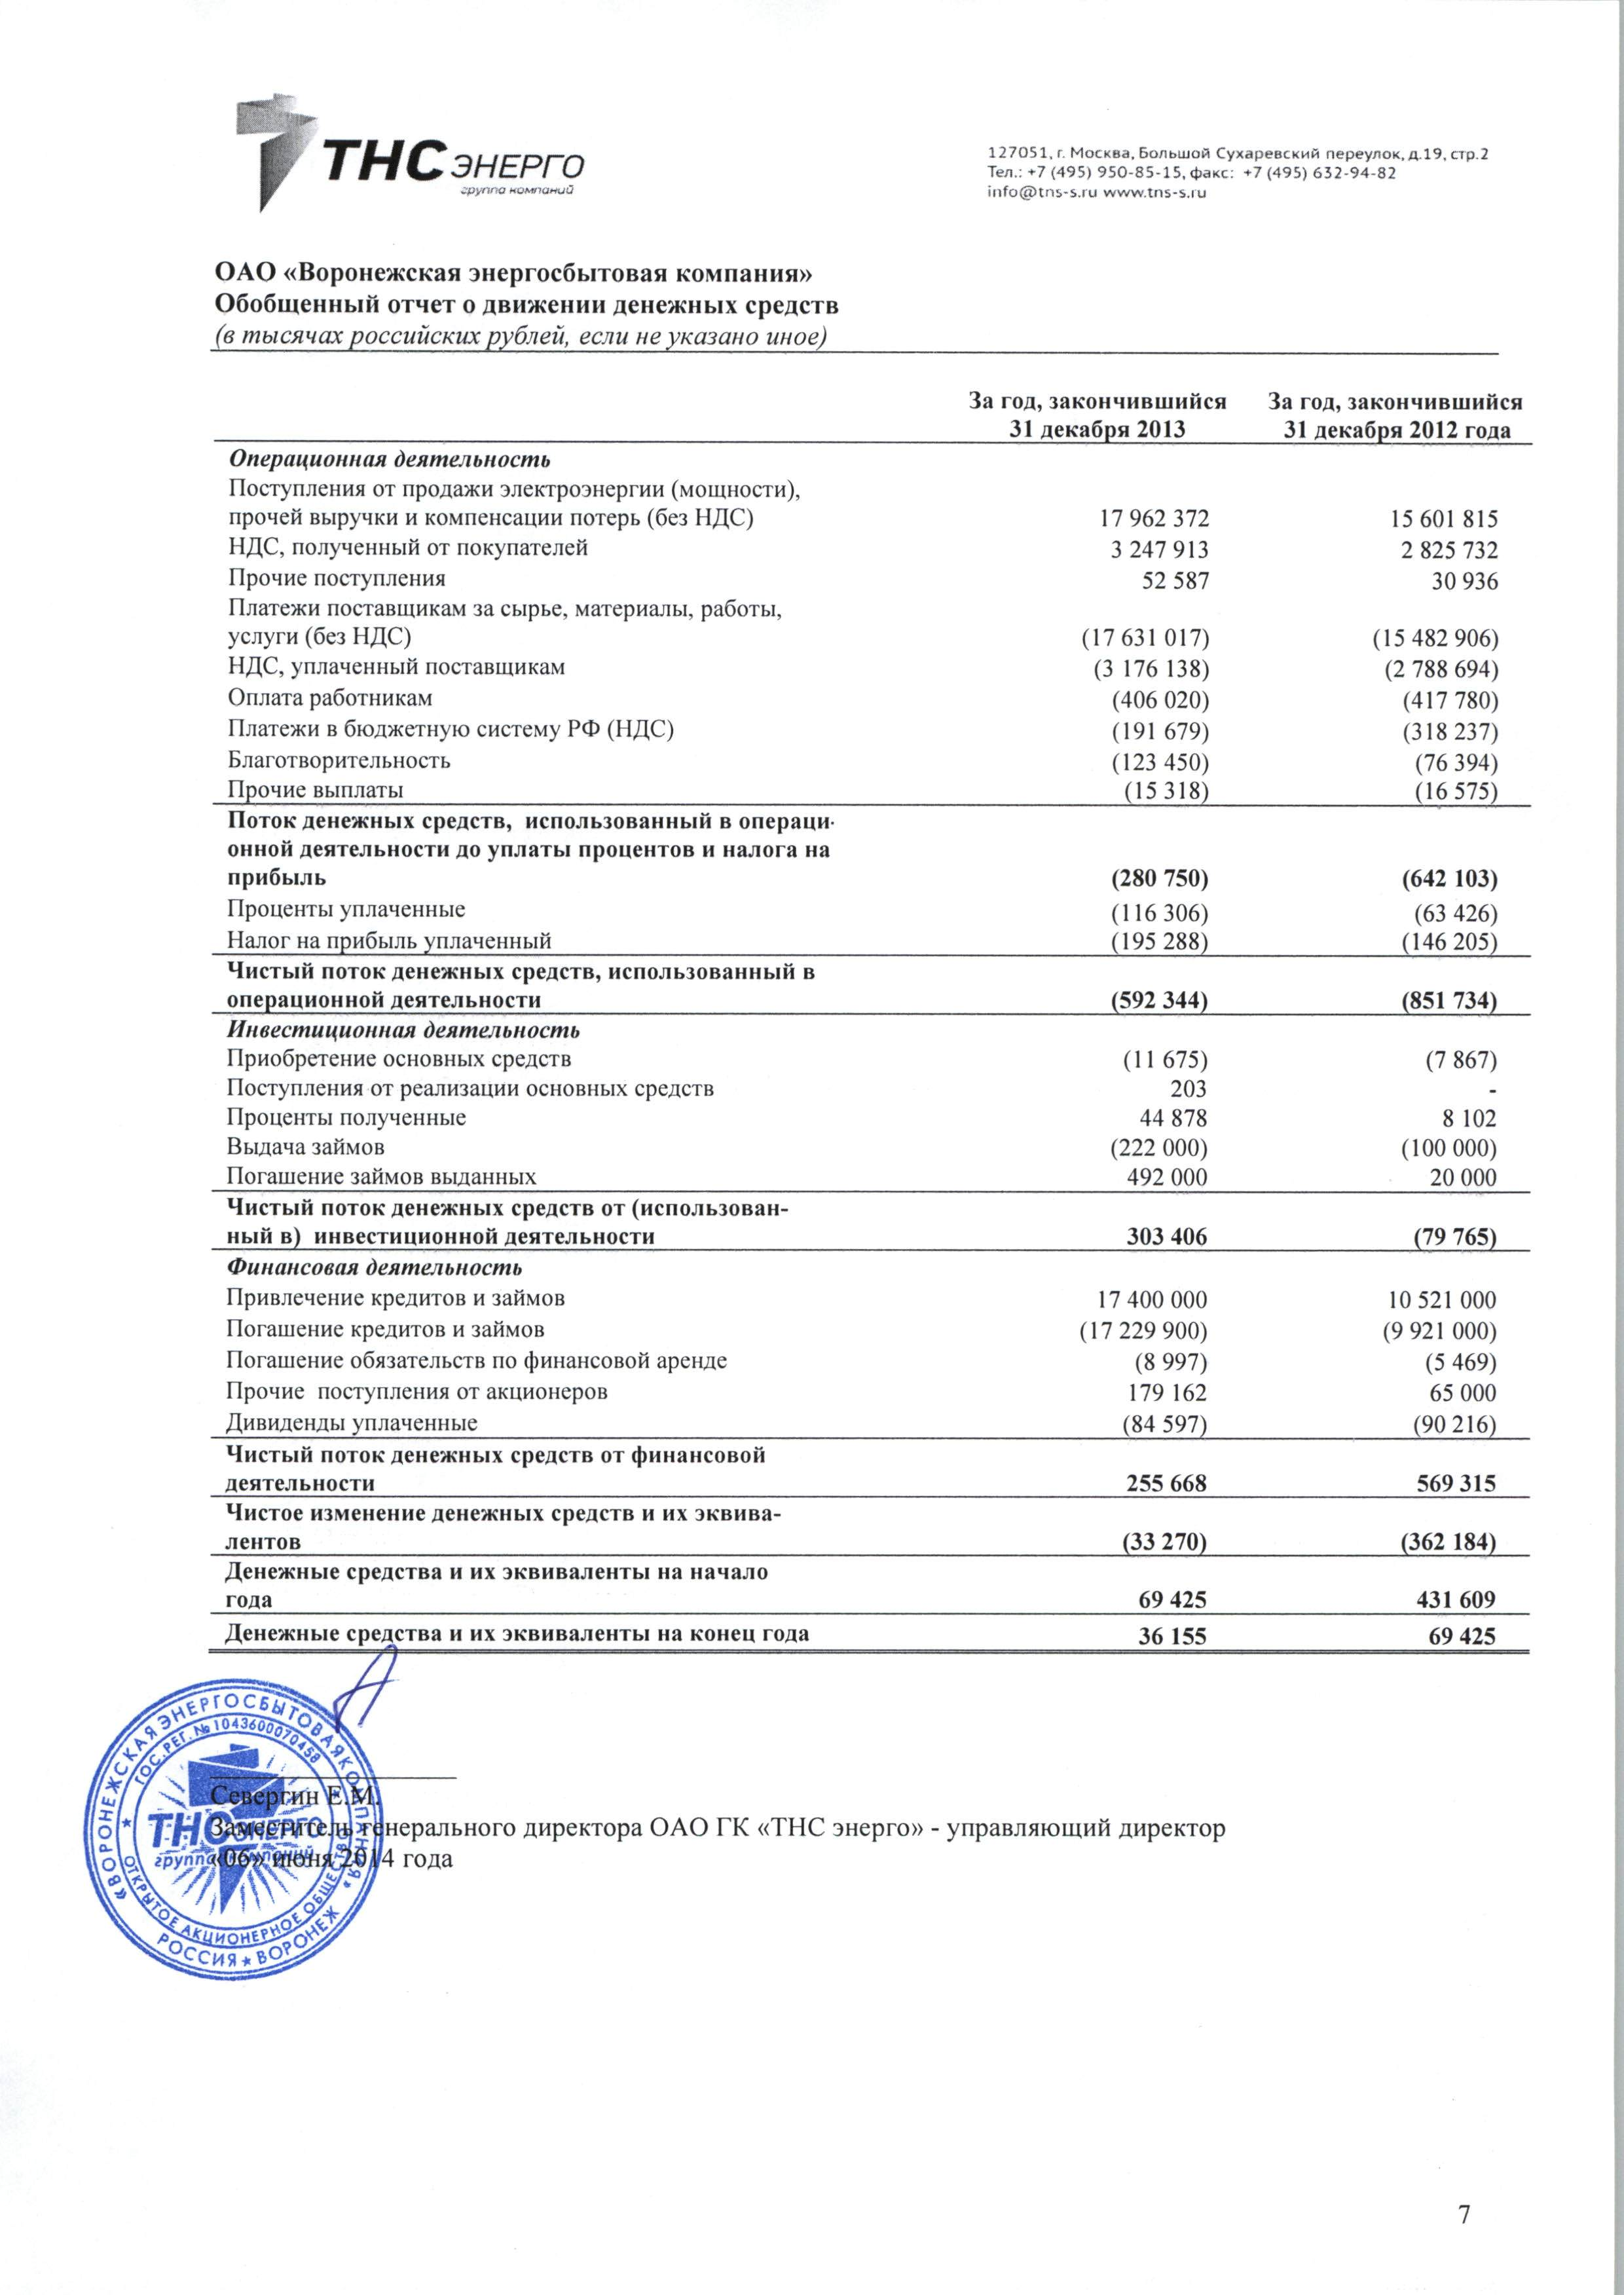 ТНС ЭНЕРГО
группа компаний
127051, г. Москва, Большой Сухаревский переулок, д.19, стр.2
Тел.: +7 (495) 950-85-15, факс: +7 (495) 632-94-82
info@tns-s.ru www.tns-s.ru
ОАО «Воронежская энергосбытовая компания»
Обобщенный отчет о движении денежных средств
(в тысячах российских рублей, если не указано иное)
За год, закончившийся За год, закончившийся
31 декабря 2013 31 декабря 2012 года
Операционная деятельность
Поступления от продажи электроэнергии (мощности),
прочей выручки и компенсации потерь (без НДС) 17 962 372 15 601 815
НДС, полученный от покупателей 3 247 913 2 825 732
Прочие поступления 52 587 30 936
Платежи поставщикам за сырье, материалы, работы,
услуги (без НДС) (17 631 017) (15 482 906)
НДС, уплаченный поставщикам (3 176 138) (2 788 694)
Оплата работникам (406 020) (417 780)
Платежи в бюджетную систему РФ (НДС) (191 679) (318 237)
Благотворительность (123 450) (76 394)
Прочие выплаты (15 318) (16 575)
Поток денежных средств, использованный в операци-
онной деятельности до уплаты процентов и налога на
прибыль (280 750) (642 103)
Проценты уплаченные (116 306) (63 426)
Налог на прибыль уплаченный (195 288) (146 205)
Чистый поток денежных средств, использованный в
операционной деятельности (592 344) (851 734)
Инвестиционная деятельность
Приобретение основных средств (11 675) (7 867)
Поступления от реализации основных средств 203 -
Проценты полученные 44 878 8 102
Выдача займов (222 000) (100 000)
Погашение займов выданных 492 000 20 000
Чистый поток денежных средств от (использован-
ный в) инвестиционной деятельности 303 406 (79 765)
Финансовая деятельность
Привлечение кредитов и займов 17 400 000 10 521 000
Погашение кредитов и займов (17 229 900) (9 921 000)
Погашение обязательств по финансовой аренде (8 997) (5 469)
Прочие поступления от акционеров 179 162 65 000
Дивиденды уплаченные (84 597) (90 216)
Чистый поток денежных средств от финансовой
деятельности 255 668 569 315
Чистое изменение денежных средств и их эквива-
лентов (33 270) (362 184)
Денежные средства и их эквиваленты на начало
года 69 425 431 609
Денежные средства и их эквиваленты на конец года 36 155 69 425
Севергин Е.М.
Заместитель генерального директора ОАО ГК «ТНС энерго» - управляющий директор
«06» июня 2014 года
«ВОРОНЕЖСКАЯ ЭНЕРГОСБЫТОВАЯ КОМПАНИЯ»
ГОС. РЕГ. № 1043600070458
ТНС ЭНЕРГО
группа компаний
ОТКРЫТОЕ АКЦИОНЕРНОЕ ОБЩЕСТВО
РОССИЯ ★ ВОРОНЕЖ
7